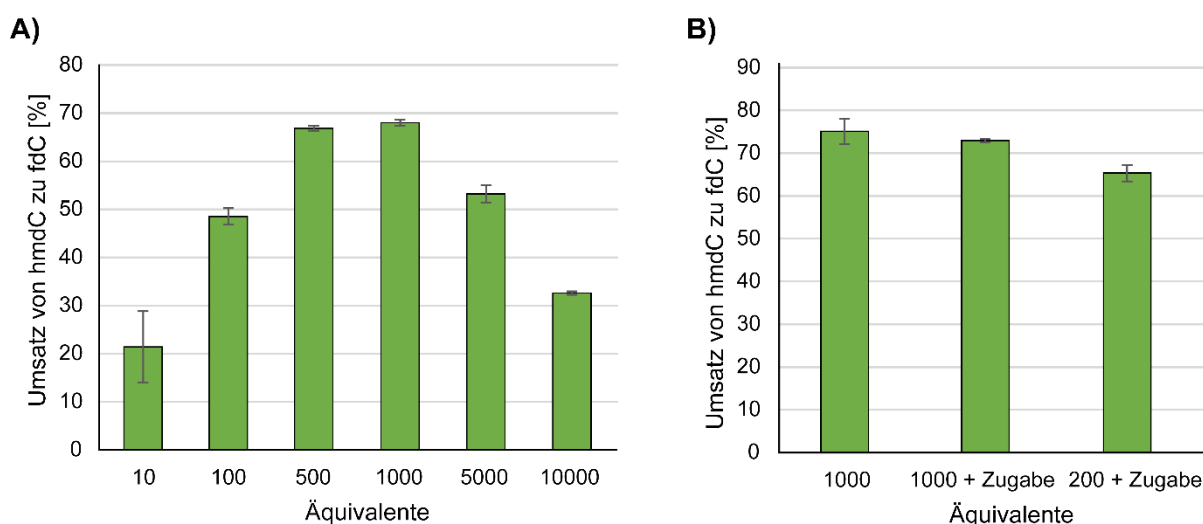 A)
Umsatz von hmdC zu fdC [%]
80
70
60
50
40
30
20
10
0
10 100 500 1000 5000 10000
Äquivalente
B)
Umsatz von hmdC zu fdC [%]
90
80
70
60
50
40
30
20
10
0
1000 1000 + Zugabe 200 + Zugabe
Äquivalente